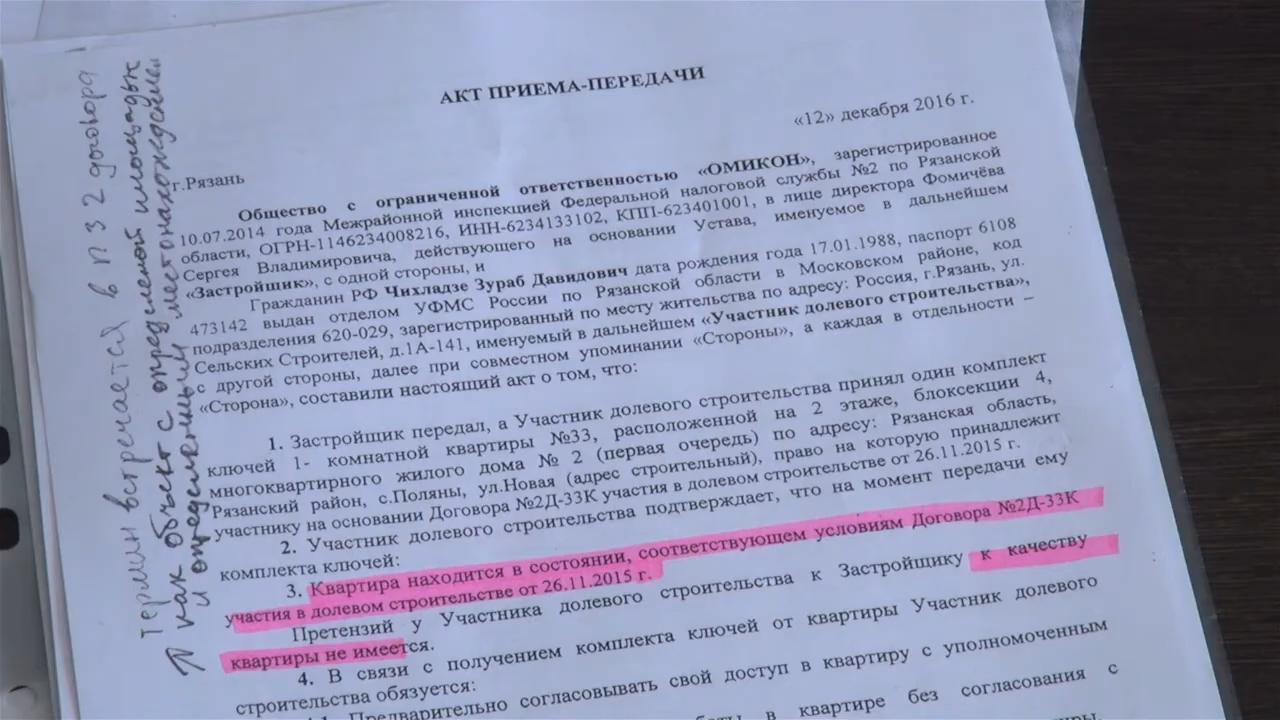 АКТ ПРИЕМА-ПЕРЕДАЧИ
«12» декабря 2016 г.
г.Рязань
Общество с ограниченной ответственностью «ОМИКОН», зарегистрированное
10.07.2014 года Межрайонной инспекцией Федеральной налоговой службы №2 по Рязанской
области, ОГРН-1146234008216, ИНН-6234133102, КПП-623401001, в лице директора Фомичёва
Сергея Владимировича, действующего на основании Устава, именуемое в дальнейшем
«Застройщик», с одной стороны, и
Гражданин РФ Чихладзе Зураб Давидович дата рождения года 17.01.1988, паспорт 6108
473142 выдан отделом УФМС России по Рязанской области в Московском районе, код
подразделения 620-029, зарегистрированный по месту жительства по адресу: Россия, г.Рязань, ул.
Сельских Строителей, д.1А-141, именуемый в дальнейшем «Участник долевого строительства»,
с другой стороны, далее при совместном упоминании «Стороны», а каждая в отдельности –
«Сторона», составили настоящий акт о том, что:
1. Застройщик передал, а Участник долевого строительства принял один комплект
ключей 1- комнатной квартиры №33, расположенной на 2 этаже, блоксекции 4,
многоквартирного жилого дома № 2 (первая очередь) по адресу: Рязанская область,
Рязанский район, с.Поляны, ул.Новая (адрес строительный), право на которую принадлежит
участнику на основании Договора №2Д-33К участия в долевом строительстве от 26.11.2015 г.
2. Участник долевого строительства подтверждает, что на момент передачи ему
комплекта ключей:
3. Квартира находится в состоянии, соответствующем условиям Договора №2Д-33К
участия в долевом строительстве от 26.11.2015 г.
Претензий у Участника долевого строительства к Застройщику к качеству
квартиры не имеется.
4. В связи с получением комплекта ключей от квартиры Участник долевого
строительства обязуется:
Предварительно согласовывать свой доступ в квартиру с уполномоченным
в квартире без согласования с
Термин встречается в п 3 2 договора
как объект с определяемой площадью
и определяемым местонахождением